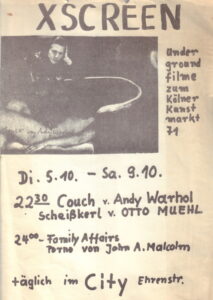 XSCREEN
Under
ground
filme
zum
Kölner
Kunst
markt
71
Di. 5.10. – Sa. 9.10.
22³⁰ Couch v. Andy Warhol
Scheißkerl v. OTTO MUEHL
24⁰⁰ – Family Affairs
Porno von John A. Malcolm
täglich im City Ehrenstr.